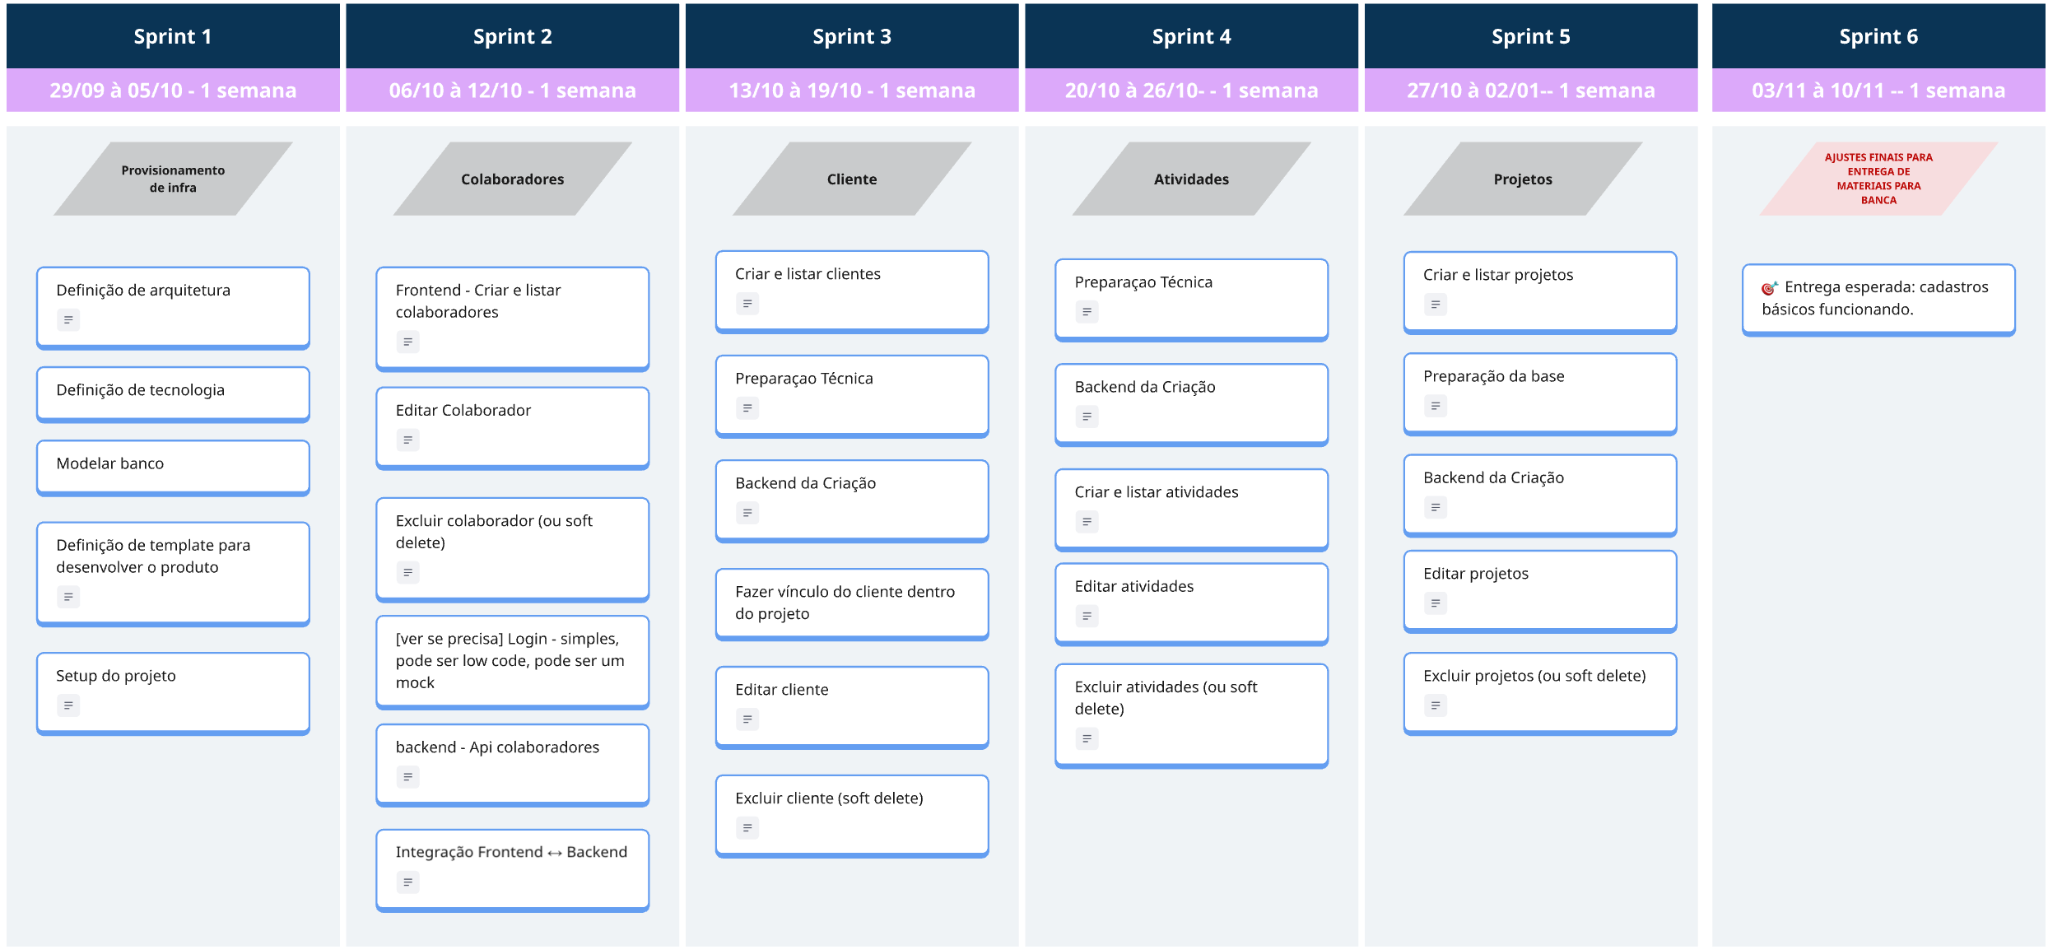 Sprint 1
29/09 à 05/10 - 1 semana
Provisionamento
de infra
Definição de arquitetura
Definição de tecnologia
Modelar banco
Definição de template para
desenvolver o produto
Setup do projeto
Sprint 2
06/10 à 12/10 - 1 semana
Colaboradores
Frontend - Criar e listar
colaboradores
Editar Colaborador
Excluir colaborador (ou soft
delete)
[ver se precisa] Login - simples,
pode ser low code, pode ser um
mock
backend - Api colaboradores
Integração Frontend ↔ Backend
Sprint 3
13/10 à 19/10 - 1 semana
Cliente
Criar e listar clientes
Preparaçao Técnica
Backend da Criação
Fazer vínculo do cliente dentro
do projeto
Editar cliente
Excluir cliente (soft delete)
Sprint 4
20/10 à 26/10- - 1 semana
Atividades
Preparaçao Técnica
Backend da Criação
Criar e listar atividades
Editar atividades
Excluir atividades (ou soft
delete)
Sprint 5
27/10 à 02/01-- 1 semana
Projetos
Criar e listar projetos
Preparação da base
Backend da Criação
Editar projetos
Excluir projetos (ou soft delete)
Sprint 6
03/11 à 10/11 -- 1 semana
AJUSTES FINAIS PARA
ENTREGA DE
MATERIAIS PARA
BANCA
🎯 Entrega esperada: cadastros
básicos funcionando.